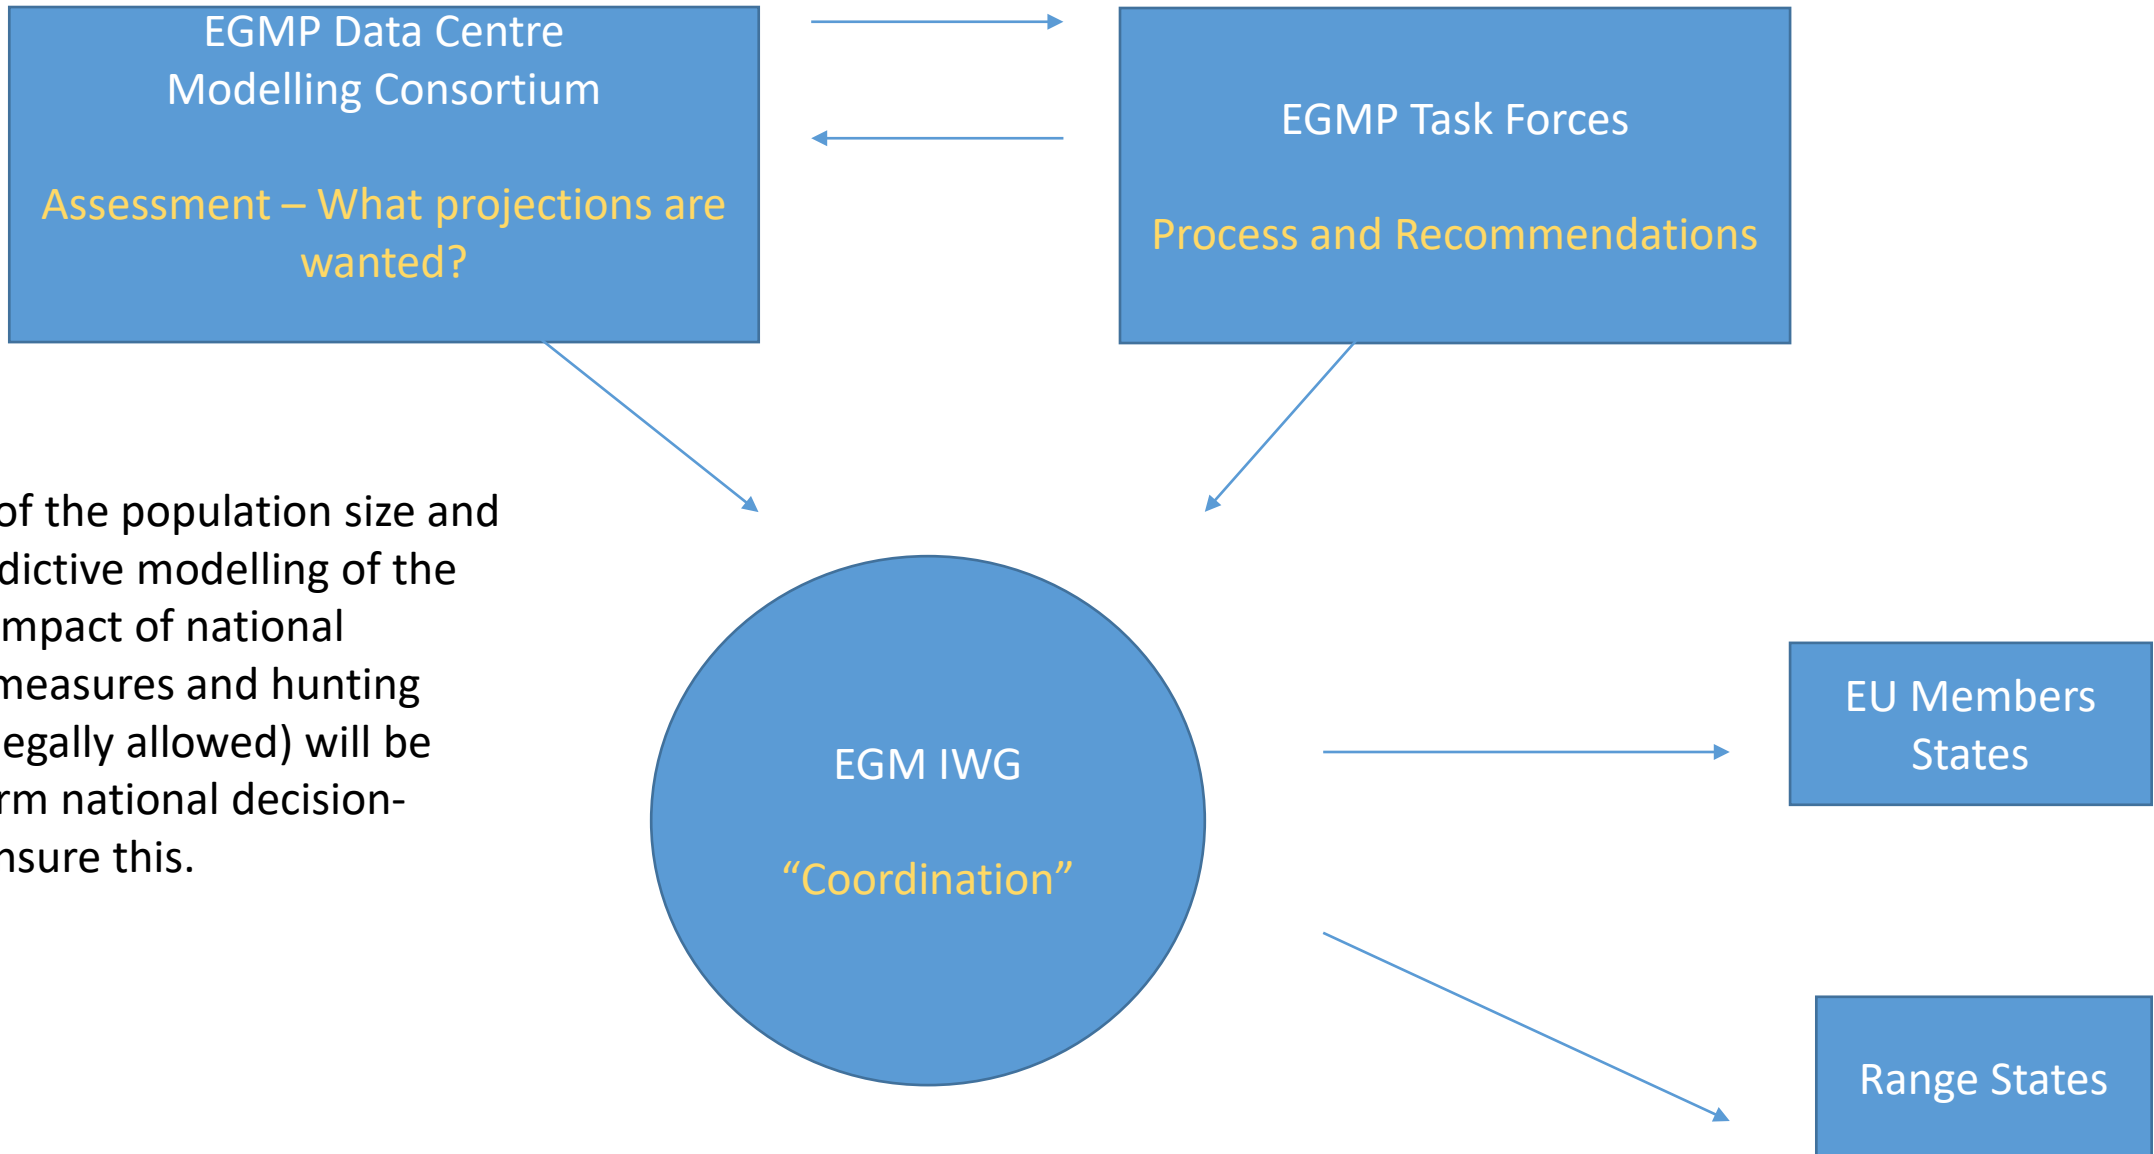 EGMP Data Centre
Modelling Consortium
Assessment – What projections are
wanted?
EGMP Task Forces
Process and Recommendations
of the population size and
dictive modelling of the
mpact of national
measures and hunting
egally allowed) will be
rm national decision-
nsure this.
EGM IWG
“Coordination”
EU Members
States
Range States